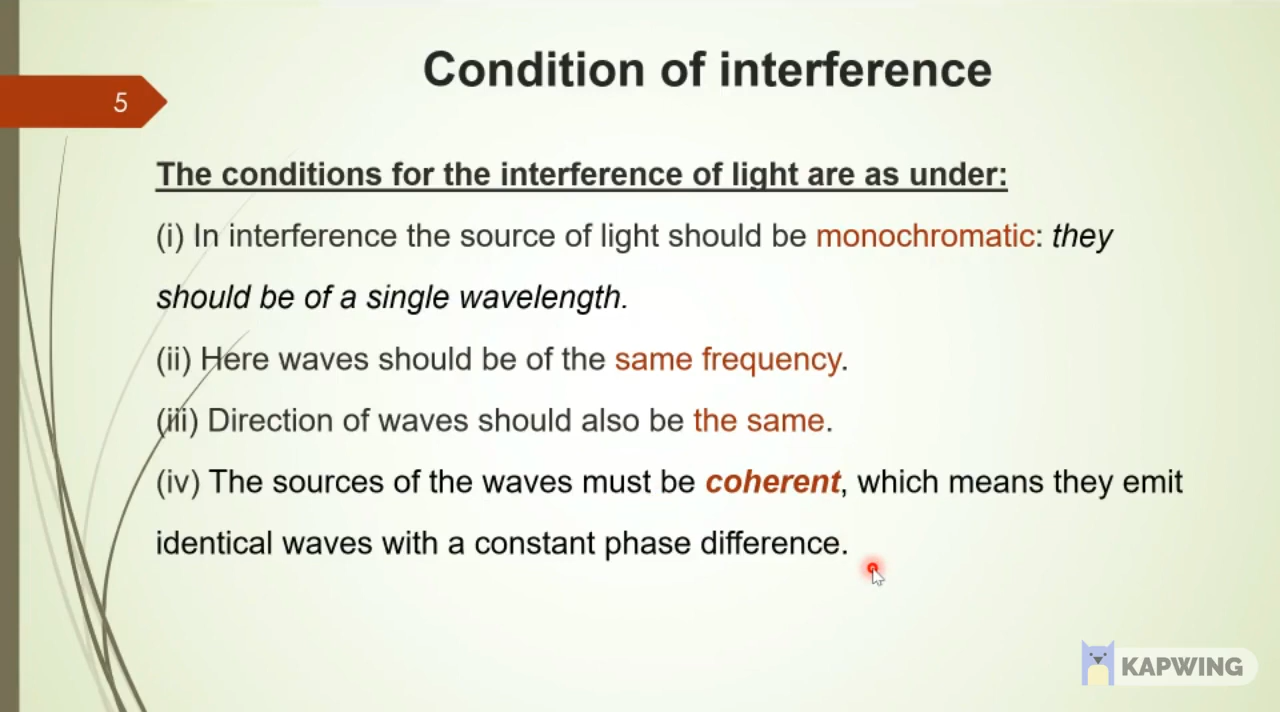 Condition of interference
5
The conditions for the interference of light are as under:
(i) In interference the source of light should be monochromatic: they
should be of a single wavelength.
(ii) Here waves should be of the same frequency.
(iii) Direction of waves should also be the same.
(iv) The sources of the waves must be coherent, which means they emit
identical waves with a constant phase difference.
KAPWING